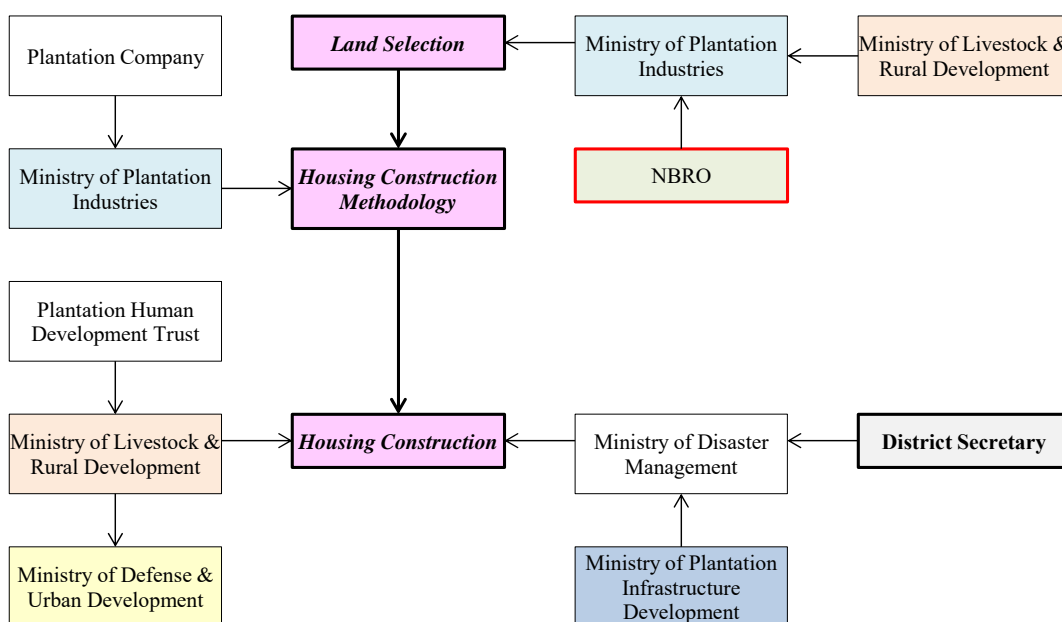 Plantation Company
Land Selection
Ministry of Plantation
Industries
Ministry of Livestock &
Rural Development
Ministry of Plantation
Industries
Housing Construction
Methodology
NBRO
Plantation Human
Development Trust
Ministry of Livestock &
Rural Development
Housing Construction
Ministry of Disaster
Management
District Secretary
Ministry of Defense &
Urban Development
Ministry of Plantation
Infrastructure
Development